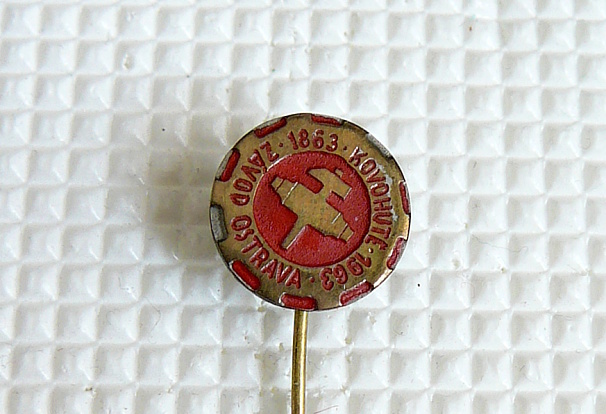 1863 · KOVOHUTĚ · 1963 · ZÁVOD OSTRAVA ·